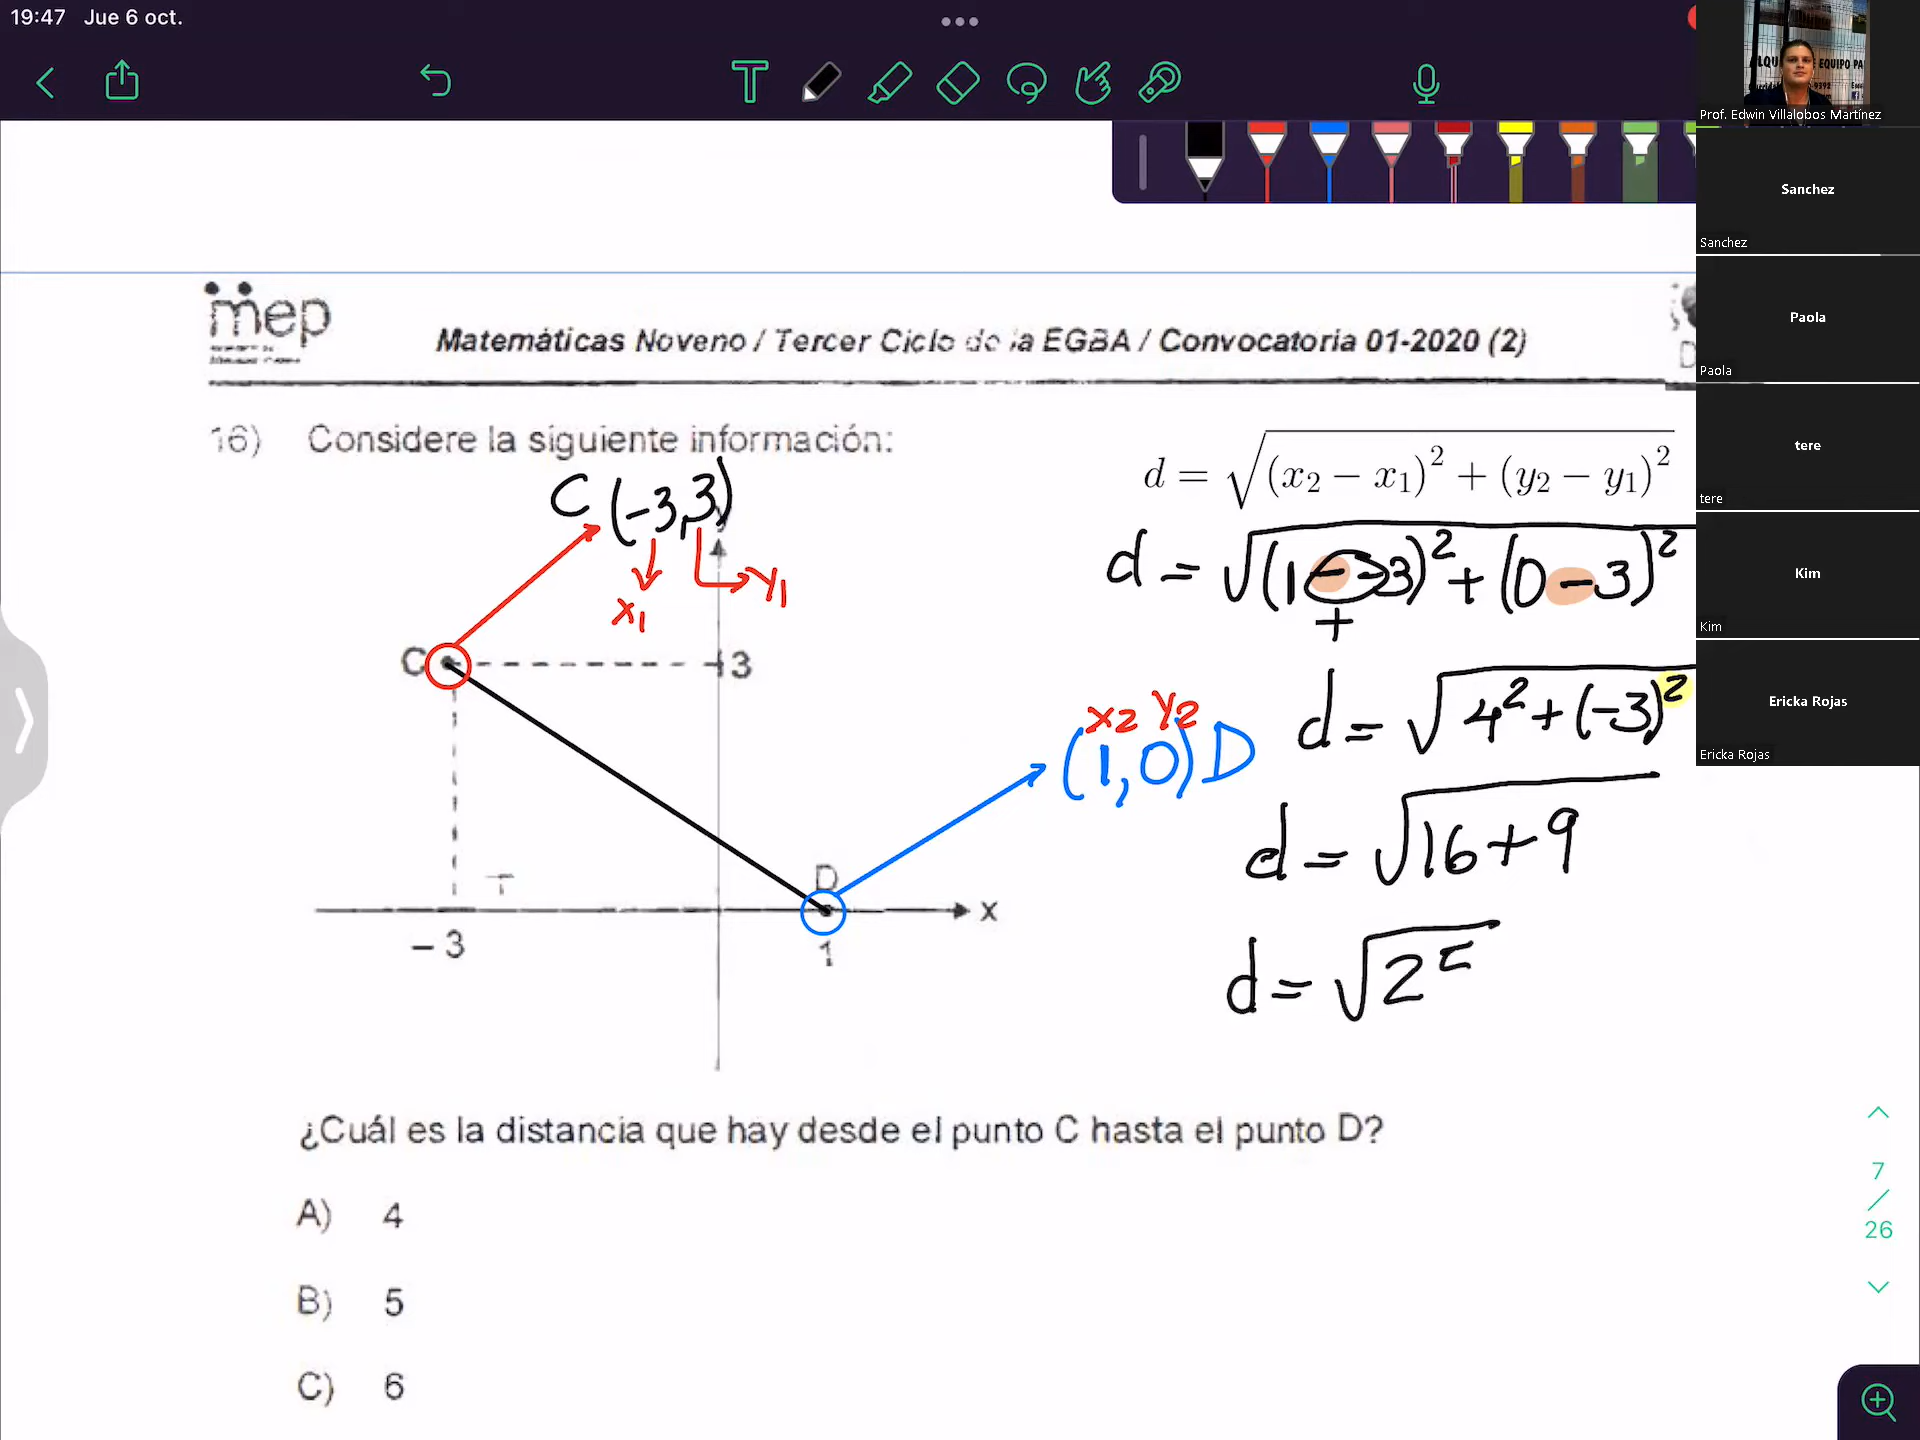 19:47 Jue 6 oct.
T
ALQU EQUIPO PA
Prof. Edwin Villalobos Martínez
Sanchez
Sanchez
Paola
Paola
tere
tere
Kim
Kim
Ericka Rojas
Ericka Rojas
mep
Matemáticas Noveno / Tercer Ciclo de la EGBA / Convocatoria 01-2020 (2)
16) Considere la siguiente información:
C (-3,3)
x1
y1
C
3
-3
D
1
x
x2 y2
(1,0) D
d = √(x2 − x1)² + (y2 − y1)²
d = √(1 - -3)² + (0 - 3)²
+
d = √4² + (-3)²
d = √16 + 9
d = √25
¿Cuál es la distancia que hay desde el punto C hasta el punto D?
A) 4
B) 5
C) 6
7
/
26